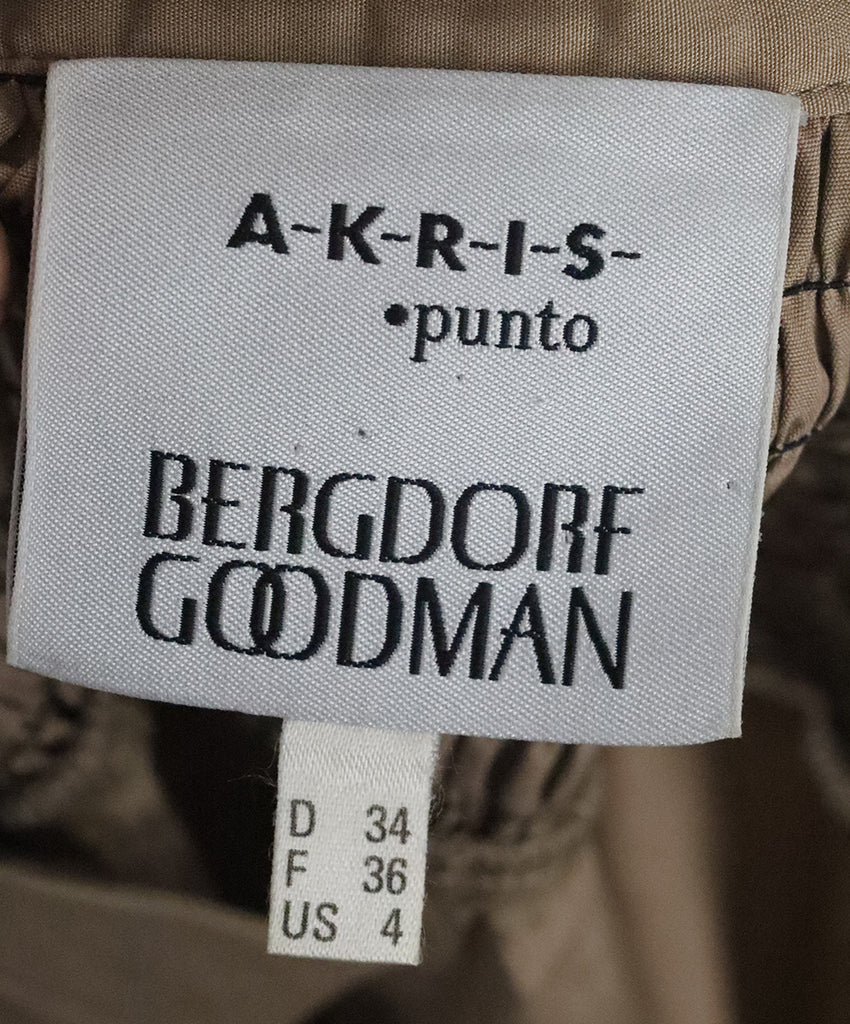 A-K-R-I-S-
•punto
BERGDORF
GOODMAN
D 34
F 36
US 4